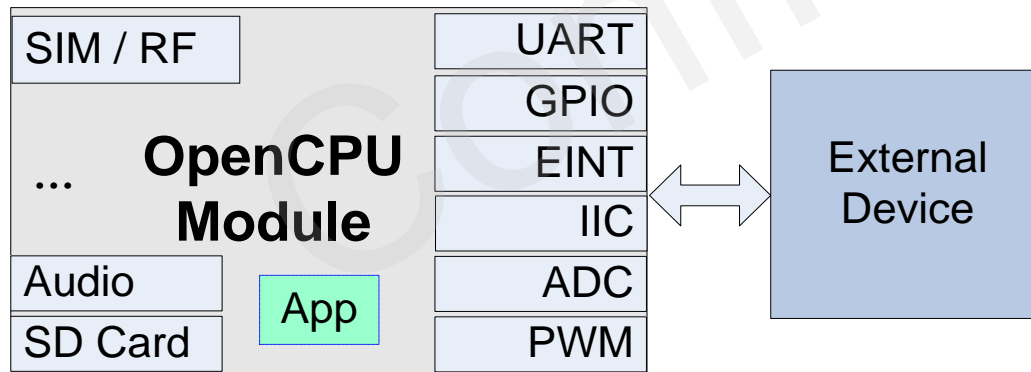 SIM / RF
UART
GPIO
EINT
IIC
ADC
PWM
OpenCPU
Module
...
Audio
SD Card
App
External
Device